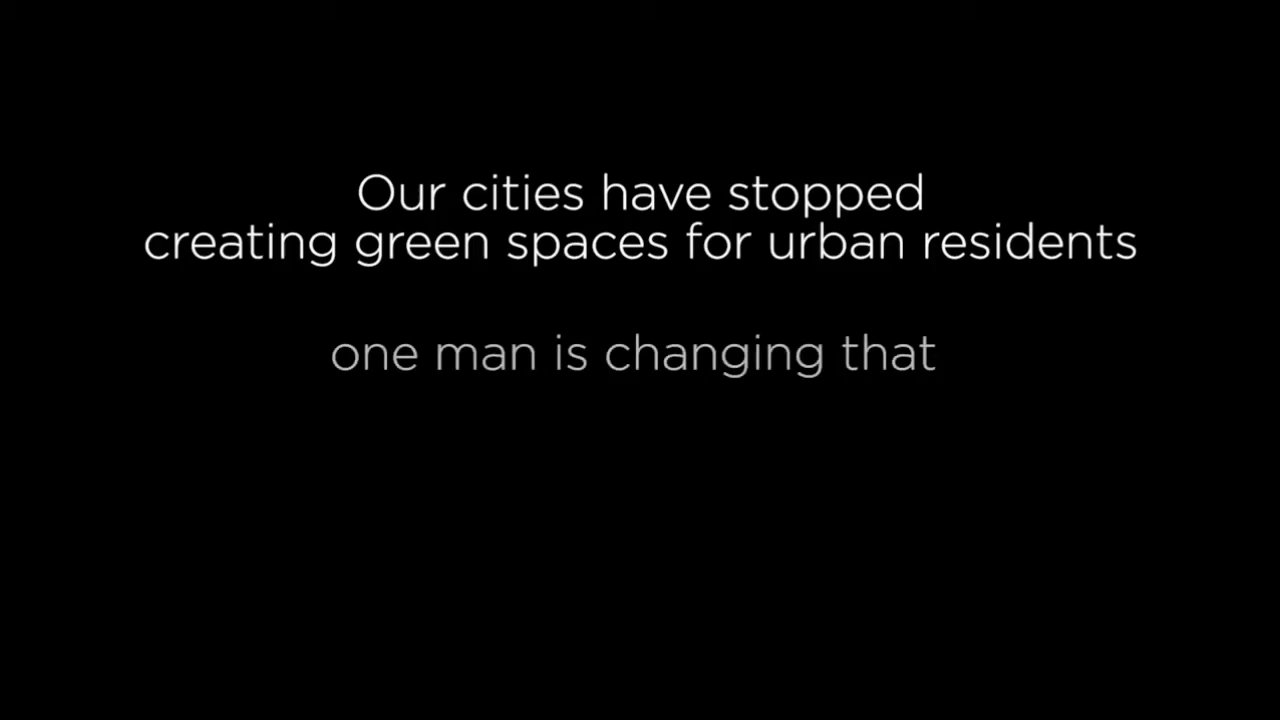 Our cities have stopped
creating green spaces for urban residents
one man is changing that